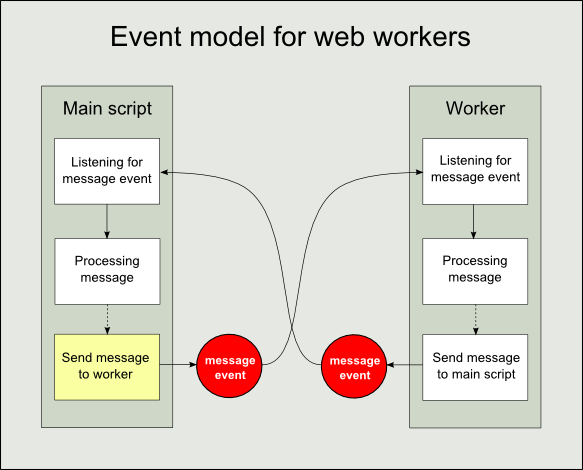 Event model for web workers
Main script
Listening for
message event
Processing
message
Send message
to worker
message
event
message
event
Worker
Listening for
message event
Processing
message
Send message
to main script